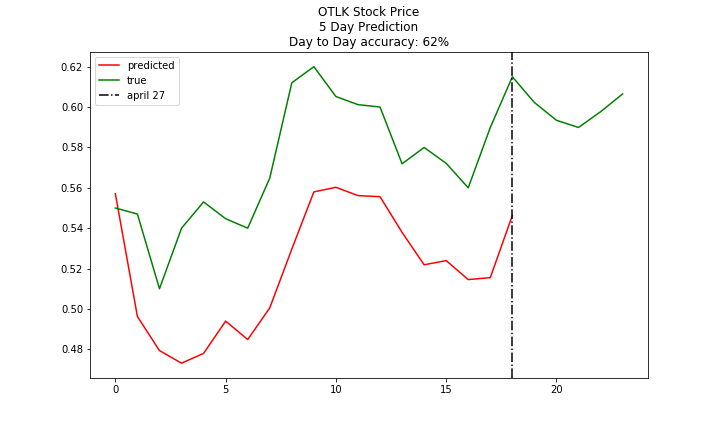 OTLK Stock Price
5 Day Prediction
Day to Day accuracy: 62%
predicted
true
april 27
0.62
0.60
0.58
0.56
0.54
0.52
0.50
0.48
0 5 10 15 20